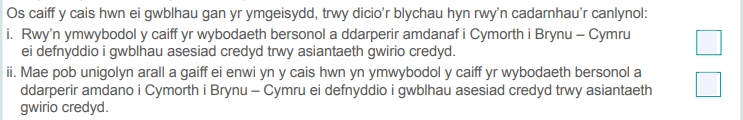 Os caiff y cais hwn ei gwblhau gan yr ymgeisydd, trwy dicio'r blychau hyn rwy'n cadarnhau'r canlynol:
i. Rwy'n ymwybodol y caiff yr wybodaeth bersonol a ddarperir amdanaf i Cymorth i Brynu – Cymru
ei defnyddio i gwblhau asesiad credyd trwy asiantaeth gwirio credyd.
ii. Mae pob unigolyn arall a gaiff ei enwi yn y cais hwn yn ymwybodol y caiff yr wybodaeth bersonol a
ddarperir amdano i Cymorth i Brynu – Cymru ei defnyddio i gwblhau asesiad credyd trwy asiantaeth
gwirio credyd.